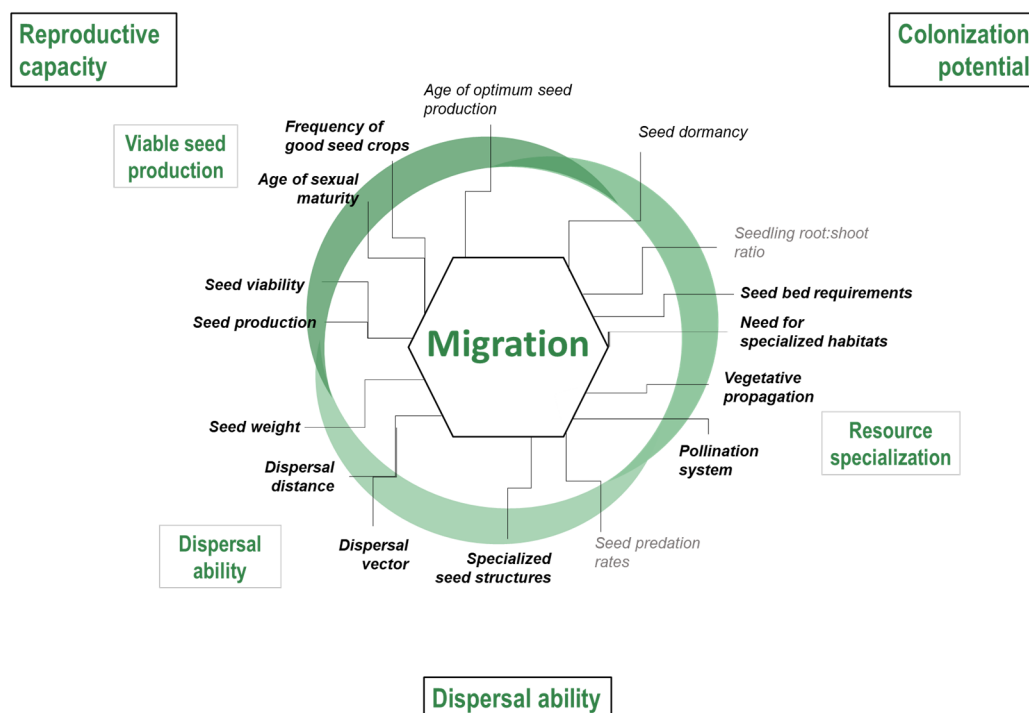 Reproductive
capacity
Colonization
potential
Age of optimum seed
production
Frequency of
good seed crops
Seed dormancy
Viable seed
production
Age of sexual
maturity
Seedling root:shoot
ratio
Seed viability
Seed bed requirements
Seed production
Need for
specialized habitats
Migration
Vegetative
propagation
Seed weight
Resource
specialization
Pollination
system
Dispersal
distance
Dispersal
ability
Dispersal
vector
Specialized
seed structures
Seed predation
rates
Dispersal ability